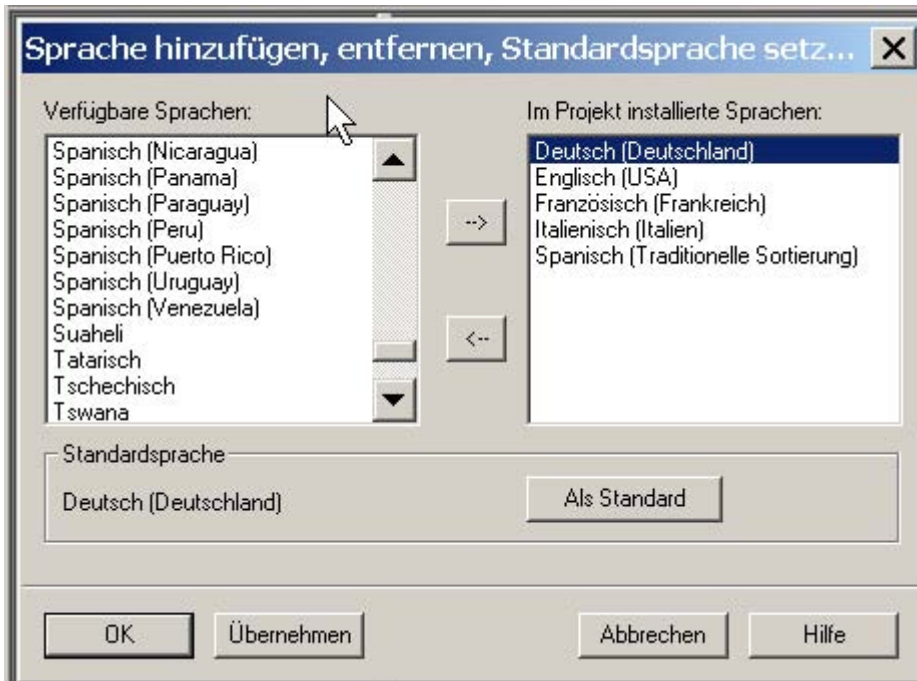 Sprache hinzufügen, entfernen, Standardsprache setz...
Verfügbare Sprachen:
Spanisch (Nicaragua)
Spanisch (Panama)
Spanisch (Paraguay)
Spanisch (Peru)
Spanisch (Puerto Rico)
Spanisch (Uruguay)
Spanisch (Venezuela)
Suaheli
Tatarisch
Tschechisch
Tswana
-->
<--
Im Projekt installierte Sprachen:
Deutsch (Deutschland)
Englisch (USA)
Französisch (Frankreich)
Italienisch (Italien)
Spanisch (Traditionelle Sortierung)
Standardsprache
Deutsch (Deutschland)
Als Standard
OK
Übernehmen
Abbrechen
Hilfe